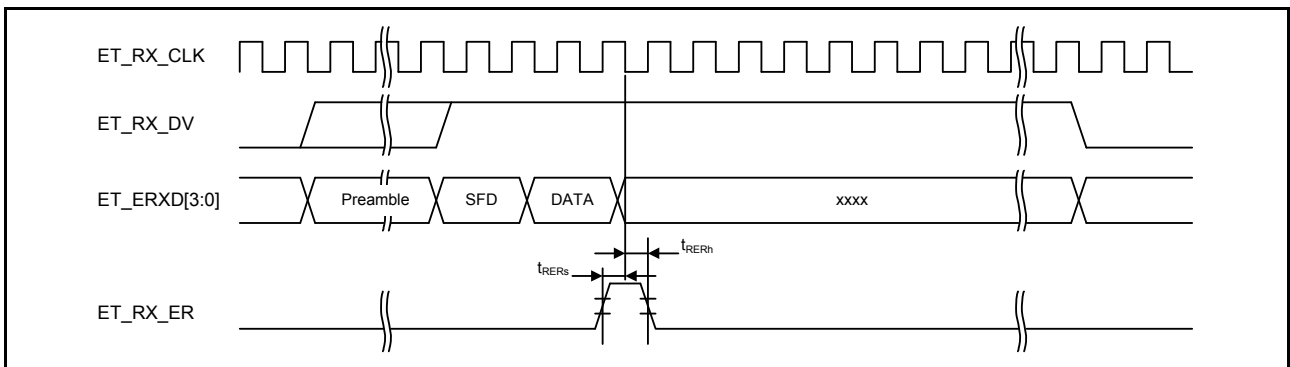 ET_RX_CLK
ET_RX_DV
ET_ERXD[3:0] Preamble SFD DATA xxxx
tRERh
tRERs
ET_RX_ER